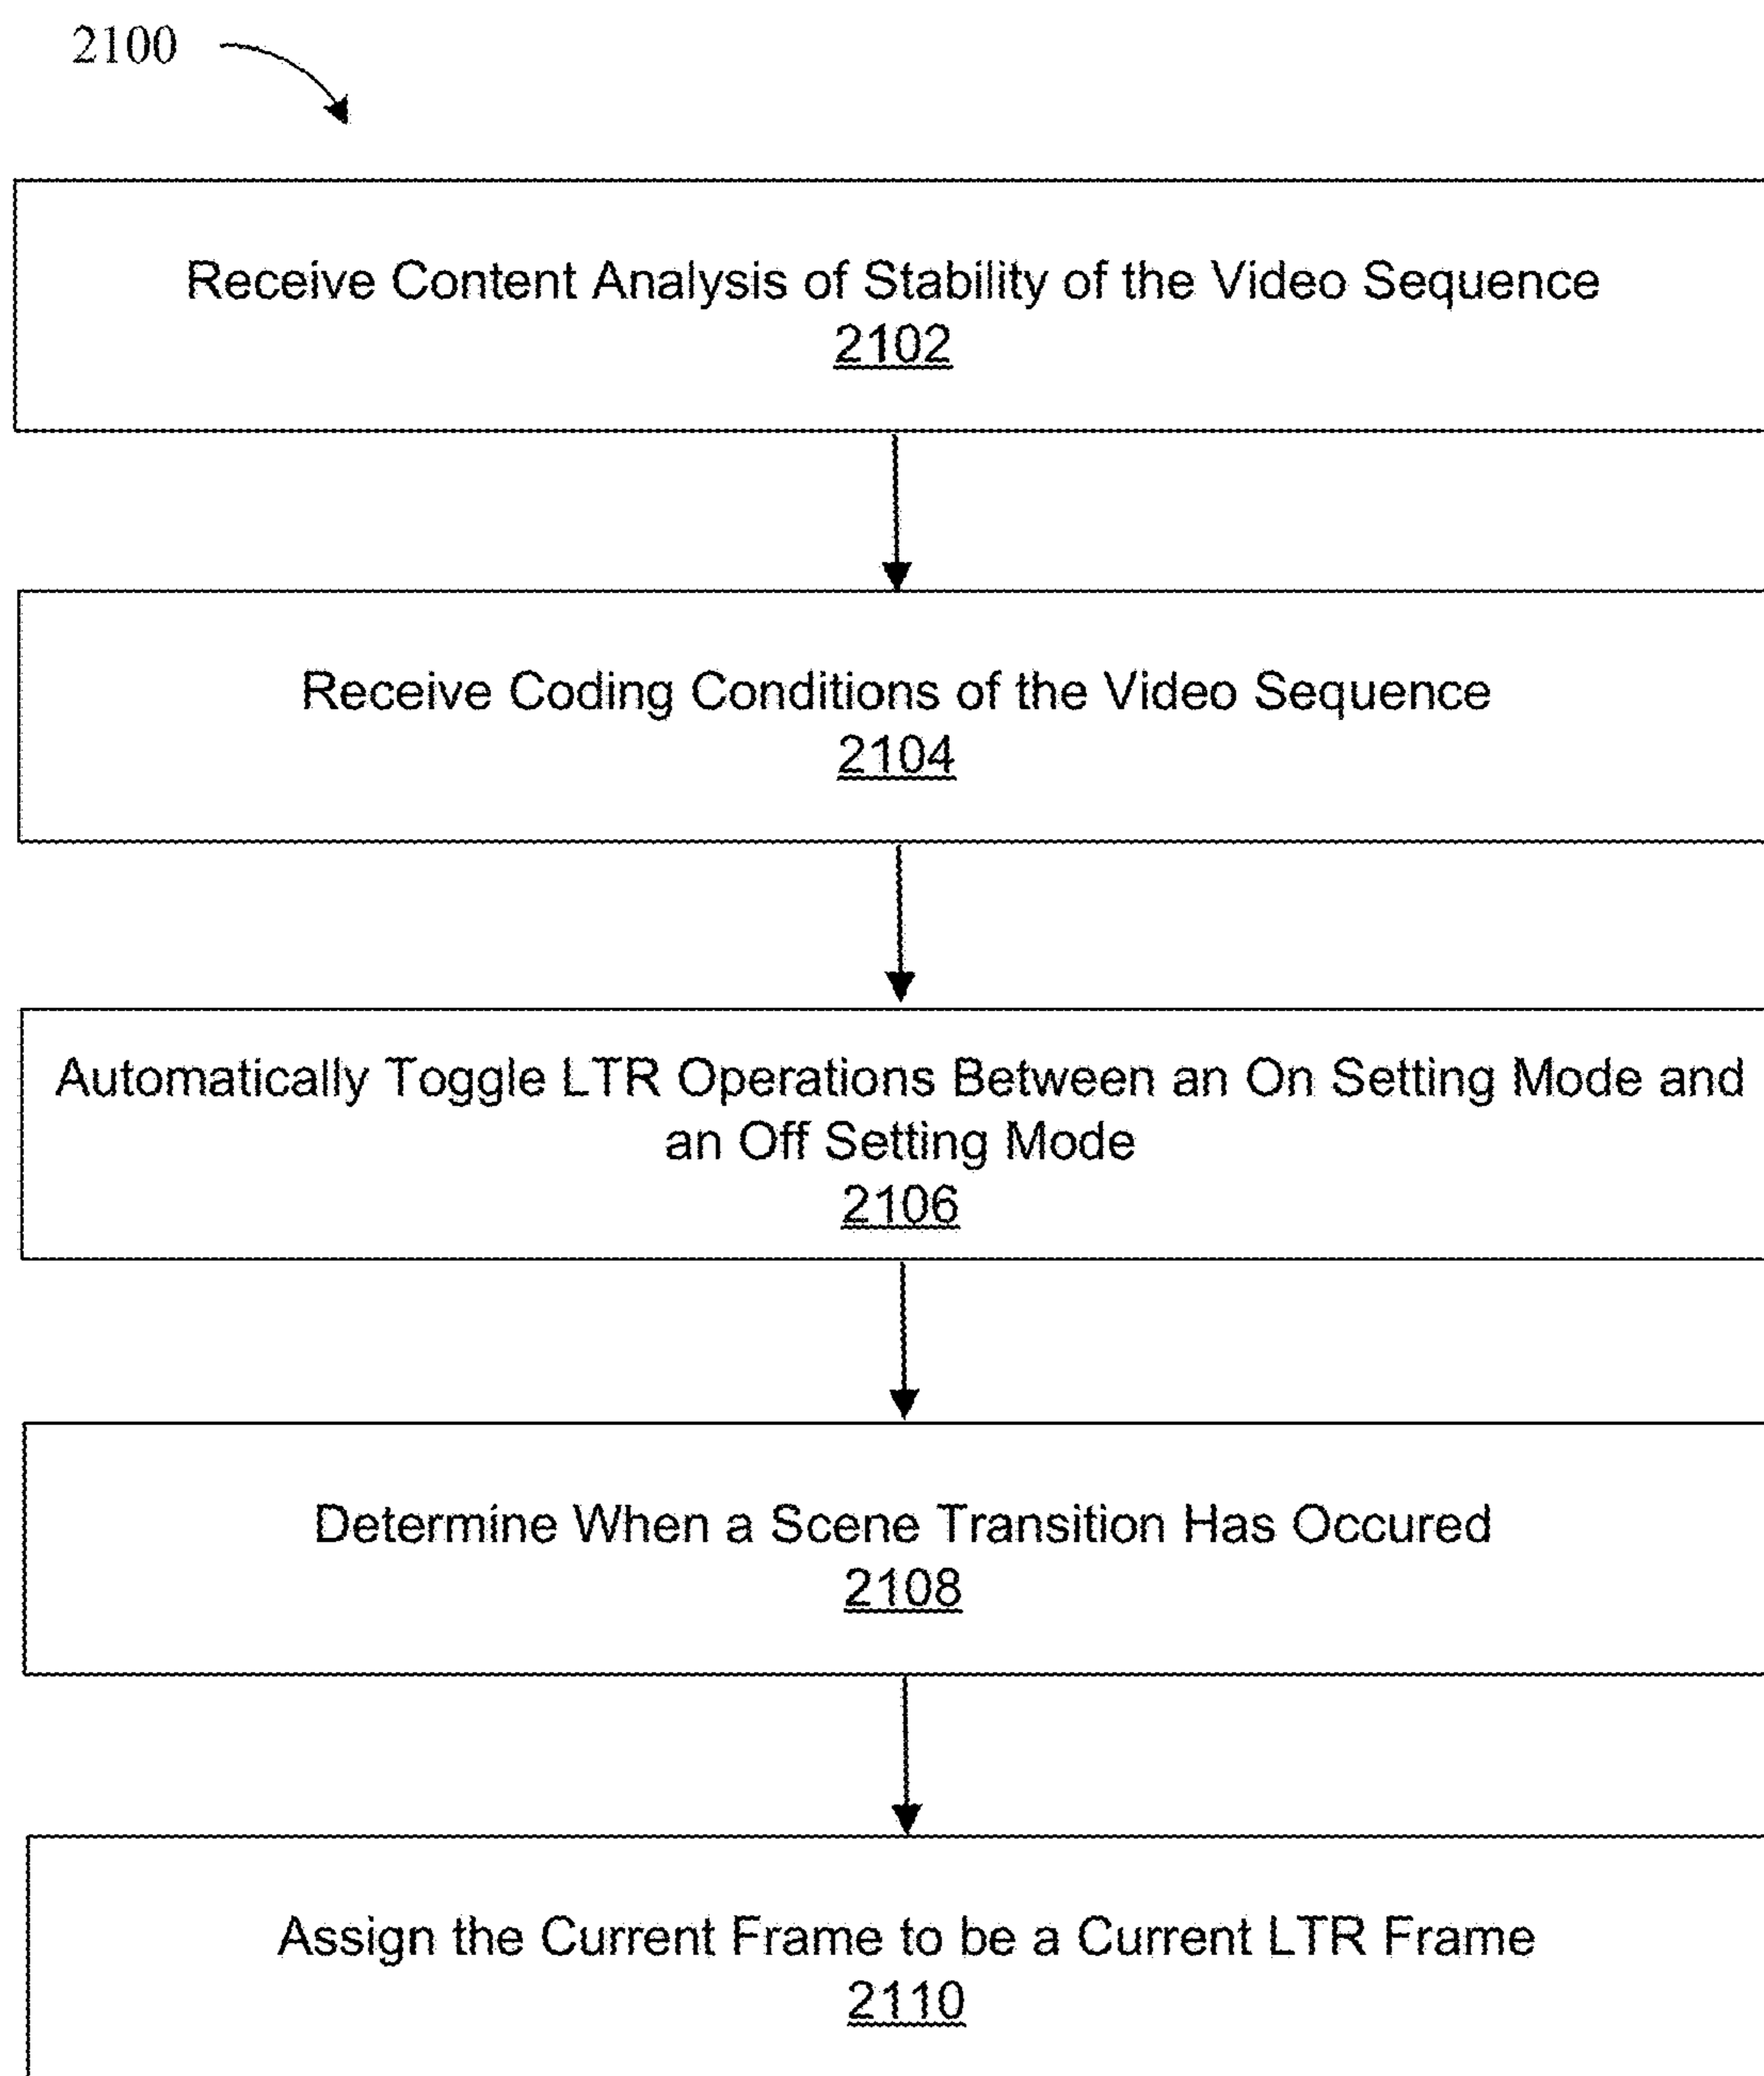 2100
Receive Content Analysis of Stability of the Video Sequence
2102
Receive Coding Conditions of the Video Sequence
2104
Automatically Toggle LTR Operations Between an On Setting Mode and
an Off Setting Mode
2106
Determine When a Scene Transition Has Occured
2108
Assign the Current Frame to be a Current LTR Frame
2110